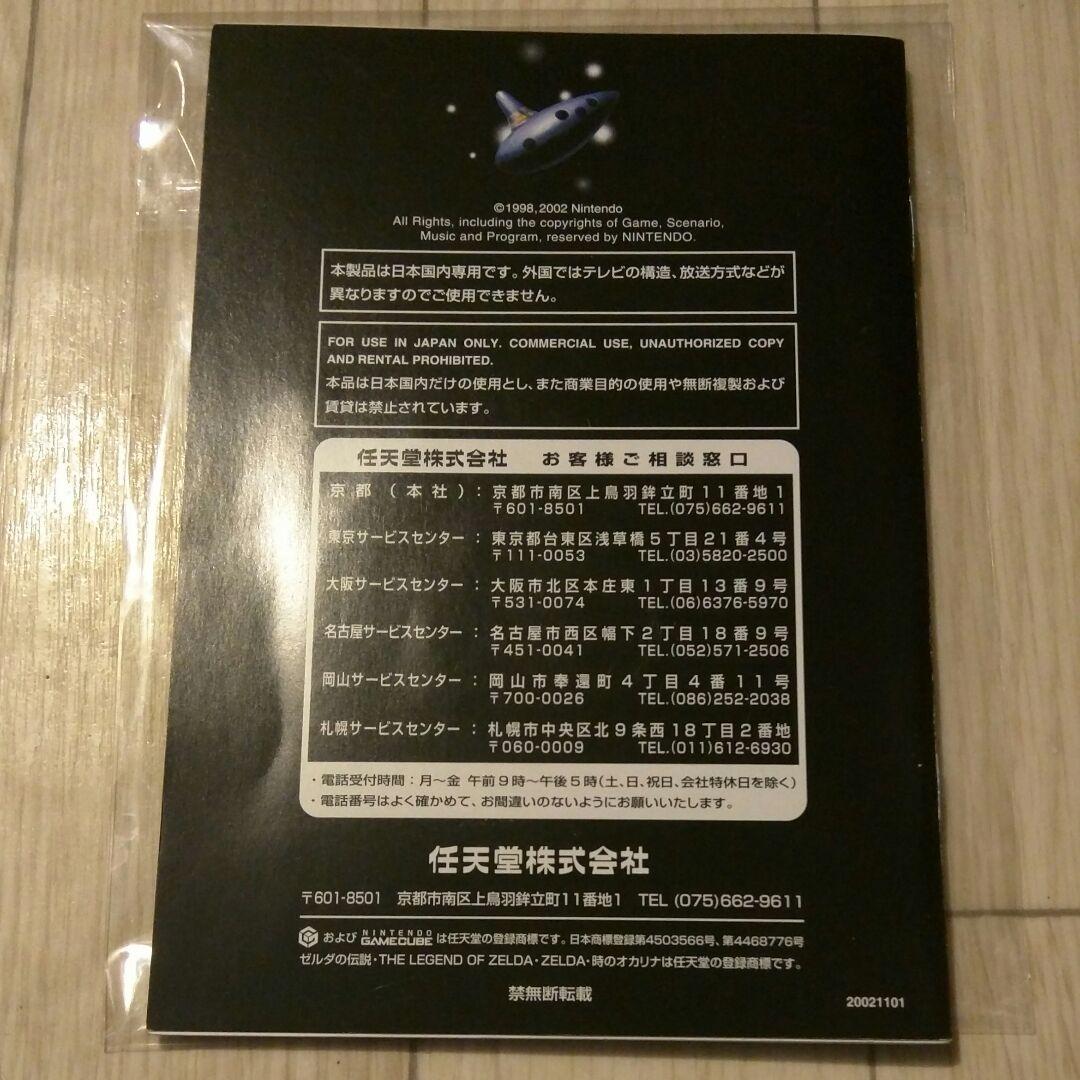 ©1998,2002 Nintendo
All Rights, including the copyrights of Game, Scenario,
Music and Program, reserved by NINTENDO.
本製品は日本国内専用です。外国ではテレビの構造、放送方式などが
異なりますのでご使用できません。
FOR USE IN JAPAN ONLY. COMMERCIAL USE, UNAUTHORIZED COPY
AND RENTAL PROHIBITED.
本品は日本国内だけの使用とし、また商業目的の使用や無断複製および
賃貸は禁止されています。
任天堂株式会社 お客様ご相談窓口
京都(本社): 京都市南区上鳥羽鉾立町11番地1
〒601-8501 TEL.(075)662-9611
東京サービスセンター: 東京都台東区浅草橋5丁目21番4号
〒111-0053 TEL.(03)5820-2500
大阪サービスセンター: 大阪市北区本庄東1丁目13番9号
〒531-0074 TEL.(06)6376-5970
名古屋サービスセンター: 名古屋市西区幅下2丁目18番9号
〒451-0041 TEL.(052)571-2506
岡山サービスセンター: 岡山市奉還町4丁目4番11号
〒700-0026 TEL.(086)252-2038
札幌サービスセンター: 札幌市中央区北9条西18丁目2番地
〒060-0009 TEL.(011)612-6930
・電話受付時間:月～金 午前9時～午後5時(土、日、祝日、会社特休日を除く)
・電話番号はよく確かめて、お間違いのないようにお願いいたします。
任天堂株式会社
〒601-8501 京都市南区上鳥羽鉾立町11番地1 TEL (075)662-9611
および NINTENDO GAMECUBE は任天堂の登録商標です。日本商標登録第4503566号、第4468776号
ゼルダの伝説・THE LEGEND OF ZELDA・ZELDA・時のオカリナは任天堂の登録商標です。
禁無断転載
20021101